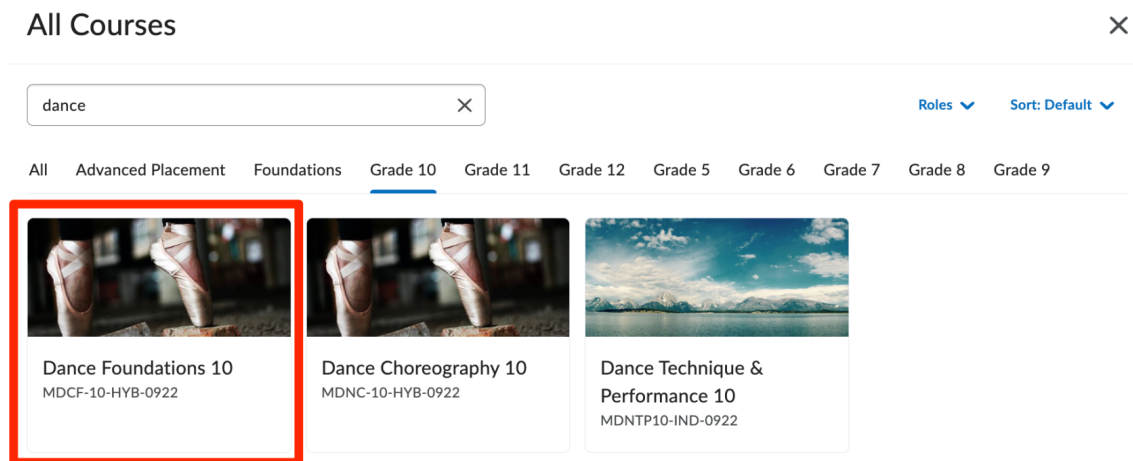 All Courses
dance
Roles Sort: Default
All Advanced Placement Foundations Grade 10 Grade 11 Grade 12 Grade 5 Grade 6 Grade 7 Grade 8 Grade 9
Dance Foundations 10
MDCF-10-HYB-0922
Dance Choreography 10
MDNC-10-HYB-0922
Dance Technique &
Performance 10
MDNTP10-IND-0922